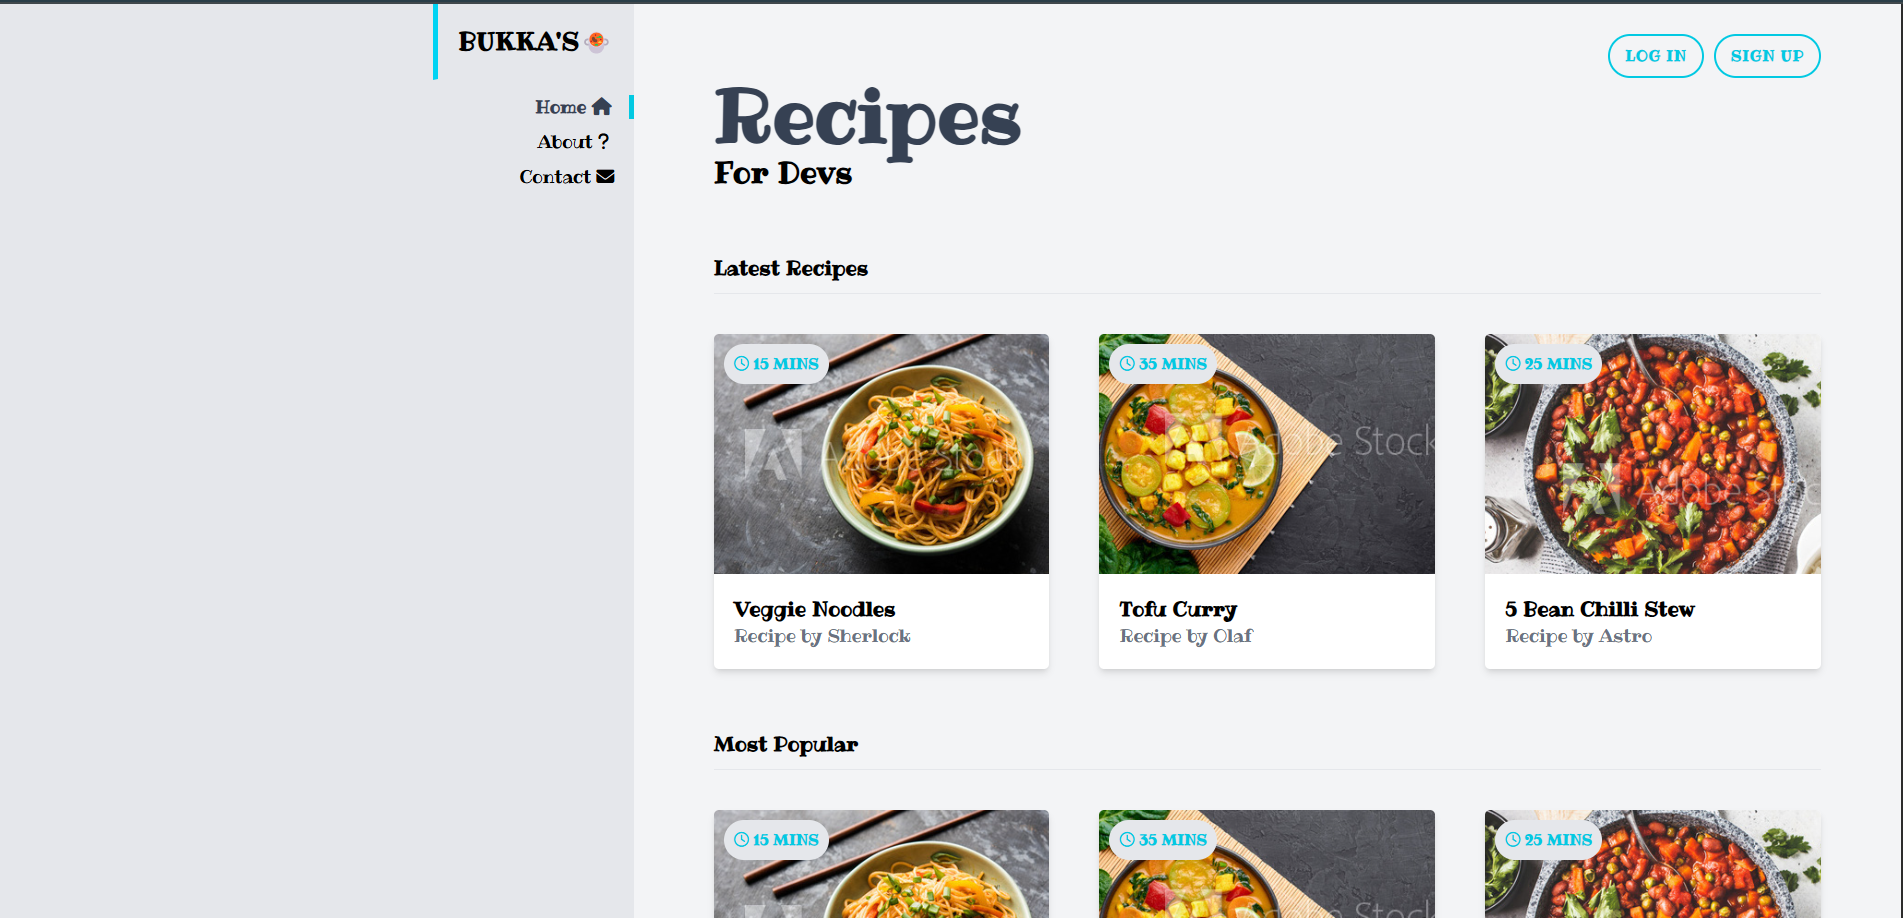 BUKKA'S
Home
About ?
Contact
LOG IN
SIGN UP
Recipes
For Devs
Latest Recipes
15 MINS
35 MINS
25 MINS
Adobe Stock
Adobe Stock
Adobe Stoc
Veggie Noodles
Recipe by Sherlock
Tofu Curry
Recipe by Olaf
5 Bean Chilli Stew
Recipe by Astro
Most Popular
15 MINS
35 MINS
25 MINS
Adobe Stock